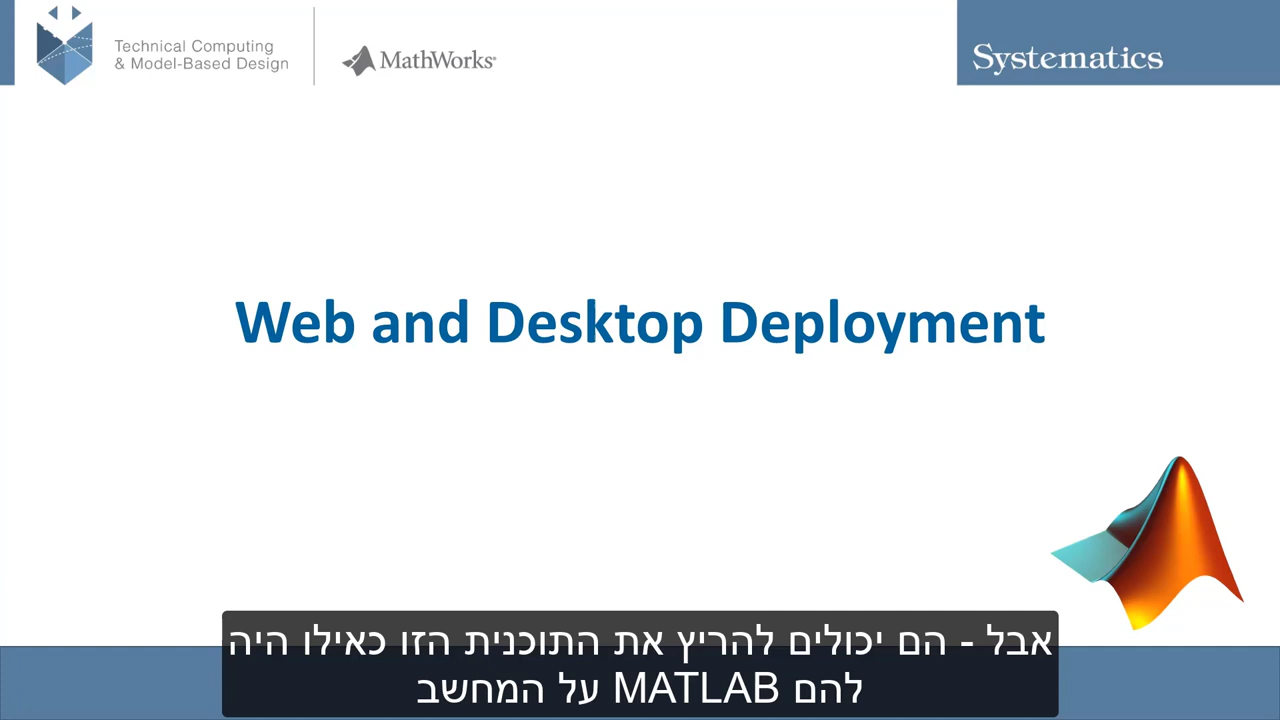 Technical Computing
& Model-Based Design
MathWorks®
Systematics
Web and Desktop Deployment
אבל - הם יכולים להריץ את התוכנית הזו כאילו היה
להם MATLAB על המחשב